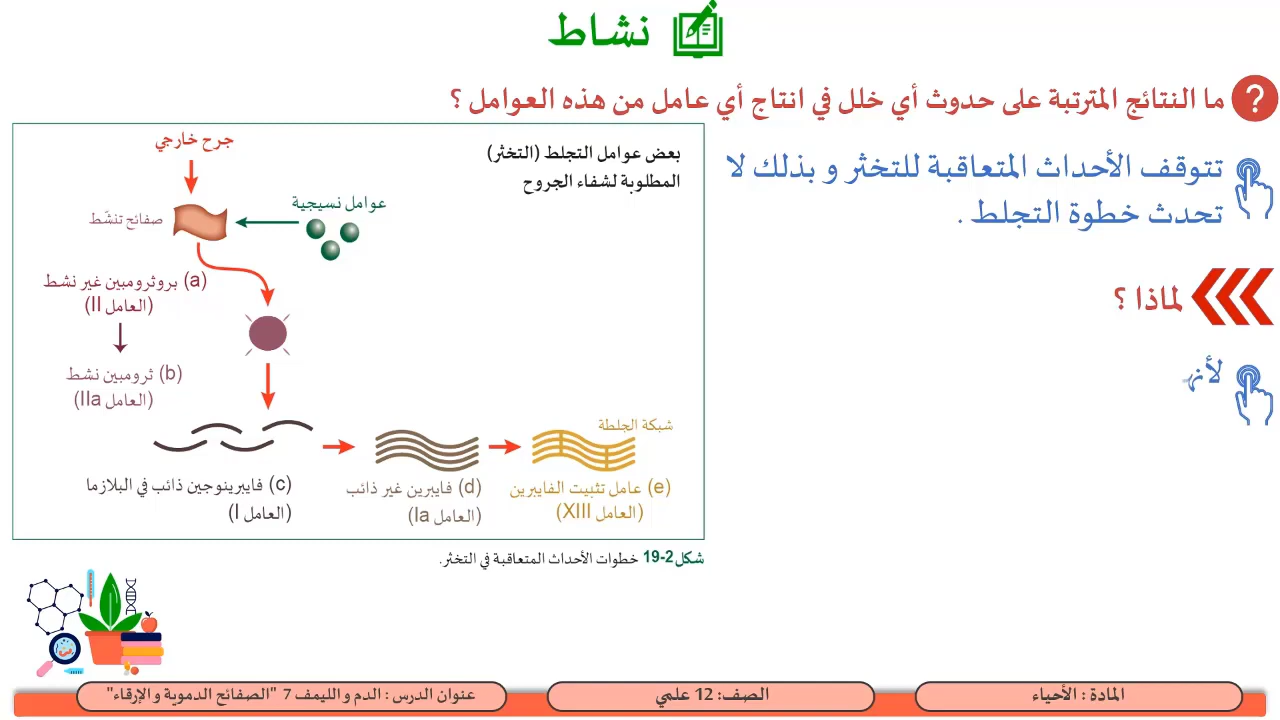 نشاط
ما النتائج المترتبة على حدوث أي خلل في انتاج أي عامل من هذه العوامل ؟
تتوقف الأحداث المتعاقبة للتخثر و بذلك لا
تحدث خطوة التجلط .
لماذا ؟
لأنه
بعض عوامل التجلط (التخثر)
المطلوبة لشفاء الجروح
جرح خارجي
عوامل نسيجية
صفائح تنشّط
(a) بروثرومبين غير نشط
(العامل II)
(b) ثرومبين نشط
(العامل IIa)
شبكة الجلطة
(c) فايبرينوجين ذائب في البلازما
(العامل I)
(d) فايبرين غير ذائب
(العامل Ia)
(e) عامل تثبيت الفايبرين
(العامل XIII)
شكل 2-19 خطوات الأحداث المتعاقبة في التخثر.
المادة : الأحياء
الصف: 12 علمي
عنوان الدرس : الدم و الليمف 7 "الصفائح الدموية و الإرقاء"